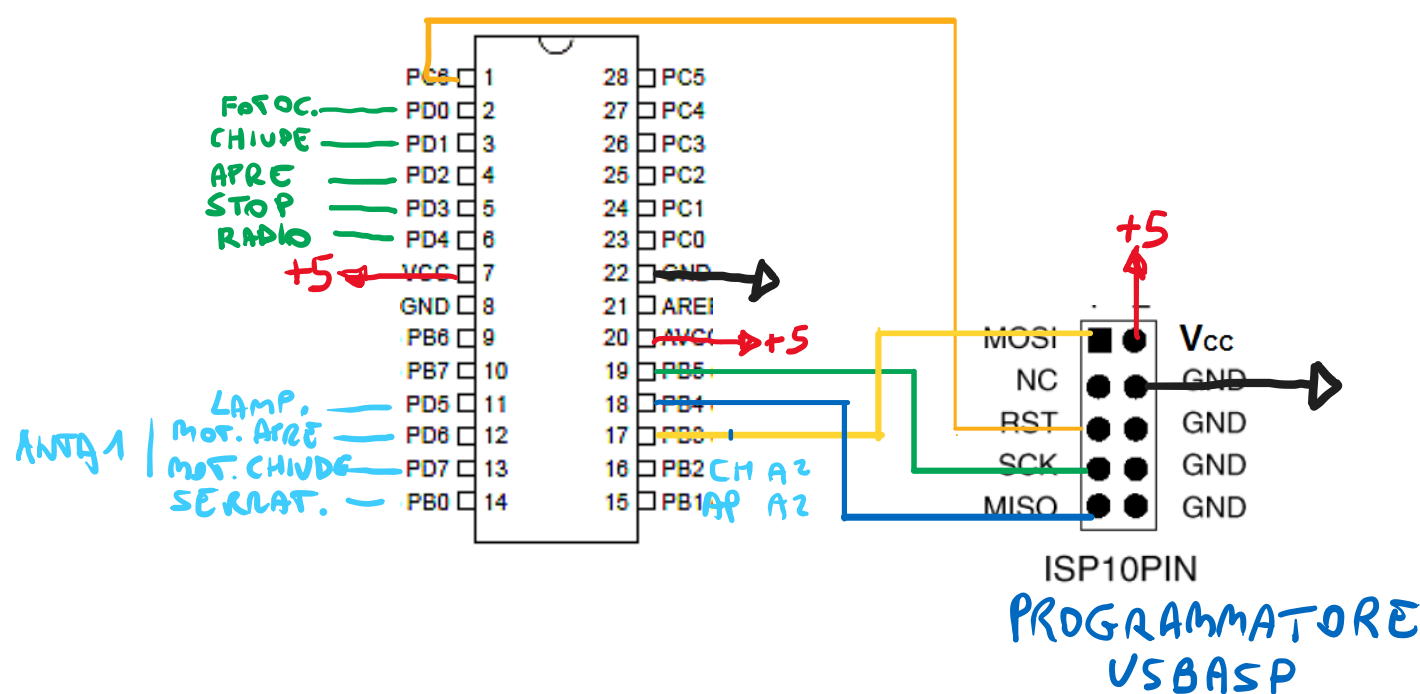 PC6 1 28 PC5
FOTOC. PD0 2 27 PC4
CHIUDE PD1 3 26 PC3
APRE PD2 4 25 PC2
STOP PD3 5 24 PC1
RADIO PD4 6 23 PC0
+5 VCC 7 22 GND
GND 8 21 AREF
PB6 9 20 AVCC +5
PB7 10 19 PB5
LAMP. PD5 11 18 PB4
ANTA 1 MOT. APRE PD6 12 17 PB3
MOT. CHIUDE PD7 13 16 PB2 CH A2
SERRAT. PB0 14 15 PB1 AP A2
+5
MOSI Vcc
NC GND
RST GND
SCK GND
MISO GND
ISP10PIN
PROGRAMMATORE
USBASP